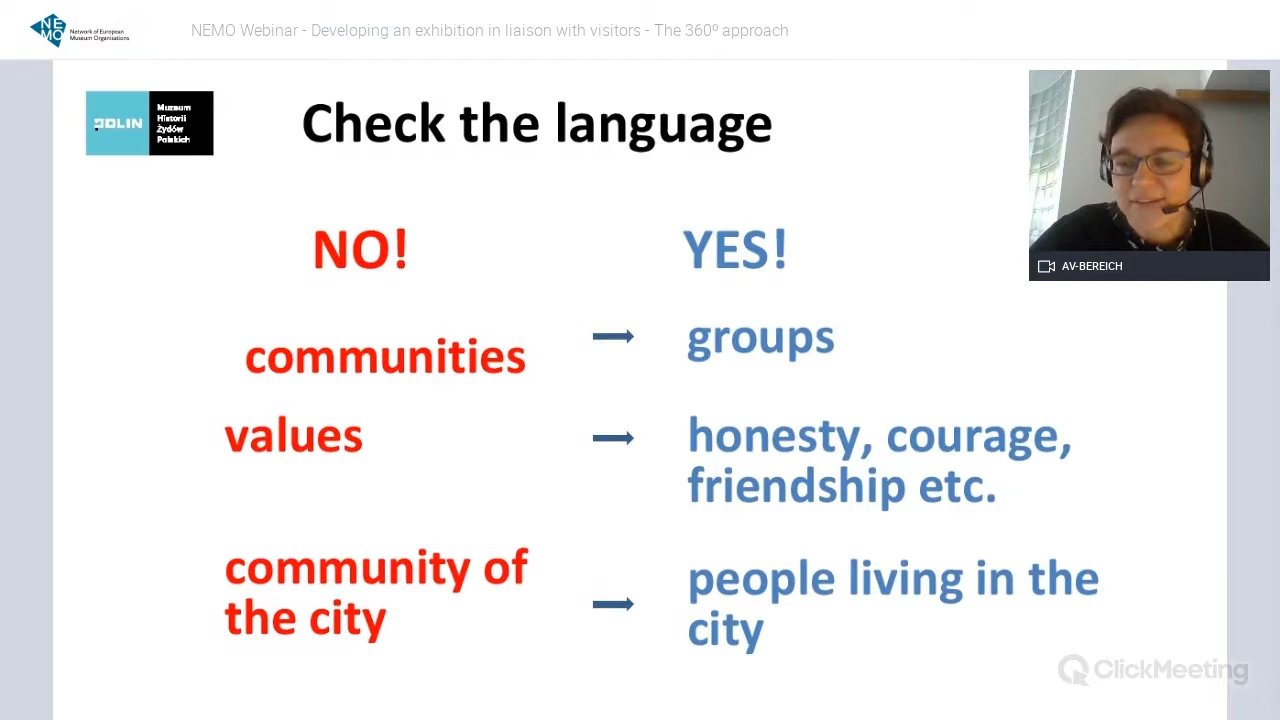 NE
MO
Network of European
Museum Organisations
NEMO Webinar - Developing an exhibition in liaison with visitors - The 360º approach
POLIN
Muzeum
Historii
Żydów
Polskich
Check the language
AV-BEREICH
NO!
YES!
communities
groups
values
honesty, courage,
friendship etc.
community of
the city
people living in the
city
ClickMeeting